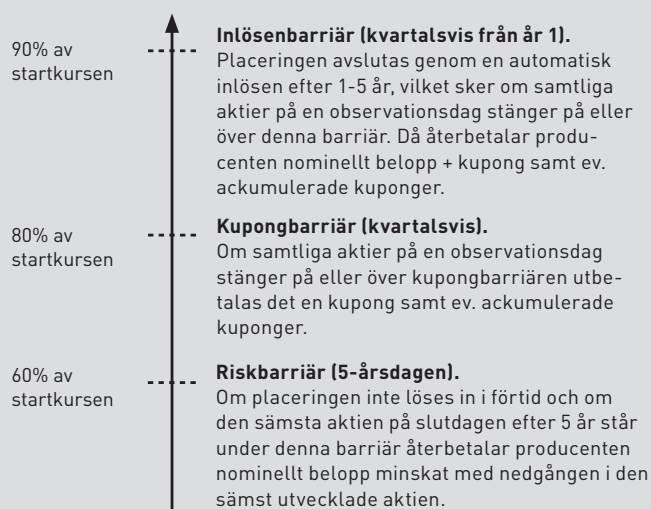 90% av
startkursen
Inlösenbarriär (kvartalsvis från år 1).
Placeringen avslutas genom en automatisk
inlösen efter 1-5 år, vilket sker om samtliga
aktier på en observationsdag stänger på eller
över denna barriär. Då återbetalar produ-
centen nominellt belopp + kupong samt ev.
ackumulerade kuponger.
80% av
startkursen
Kupongbarriär (kvartalsvis).
Om samtliga aktier på en observationsdag
stänger på eller över kupongbarriären utbe-
talas det en kupong samt ev. ackumulerade
kuponger.
60% av
startkursen
Riskbarriär (5-årsdagen).
Om placeringen inte löses in i förtid och om
den sämsta aktien på slutdagen efter 5 år står
under denna barriär återbetalar producenten
nominellt belopp minskat med nedgången i den
sämst utvecklade aktien.